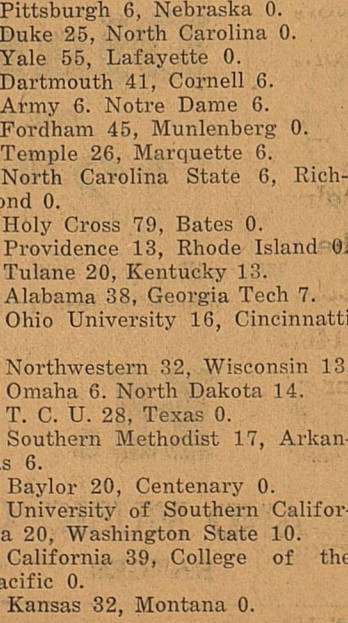 Pittsburgh 6, Nebraska 0.
Duke 25, North Carolina 0.
Yale 55, Lafayette 0.
Dartmouth 41, Cornell 6.
Army 6. Notre Dame 6.
Fordham 45, Munlenberg 0.
Temple 26, Marquette 6.
North Carolina State 6, Rich-
ond 0.
Holy Cross 79, Bates 0.
Providence 13, Rhode Island 0.
Tulane 20, Kentucky 13.
Alabama 38, Georgia Tech 7.
Ohio University 16, Cincinnatti
Northwestern 32, Wisconsin 13
Omaha 6. North Dakota 14.
T. C. U. 28, Texas 0.
Southern Methodist 17, Arkan-
s 6.
Baylor 20, Centenary 0.
University of Southern Califor-
a 20, Washington State 10.
California 39, College of the
acific 0.
Kansas 32, Montana 0.